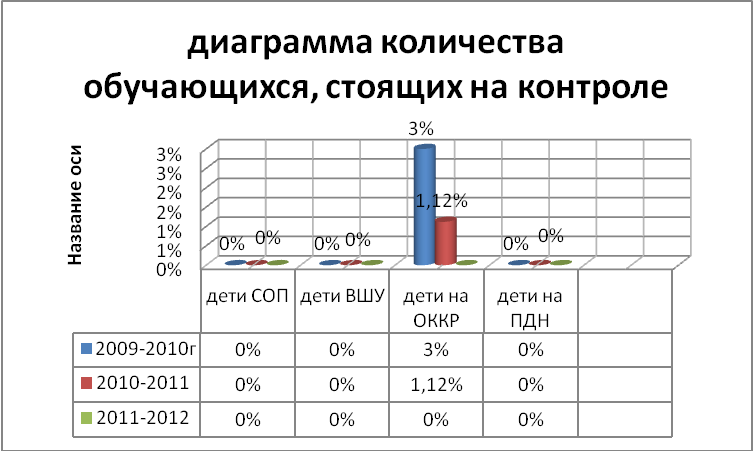 диаграмма количества
обучающихся, стоящих на контроле
Название оси
3%
3%
2%
2%
1%
1%
0%
0% 0% 0% 0% 3% 1,12% 0% 0%
дети СОП дети ВШУ дети на ОККР дети на ПДН
2009-2010г 0% 0% 3% 0%
2010-2011 0% 0% 1,12% 0%
2011-2012 0% 0% 0% 0%